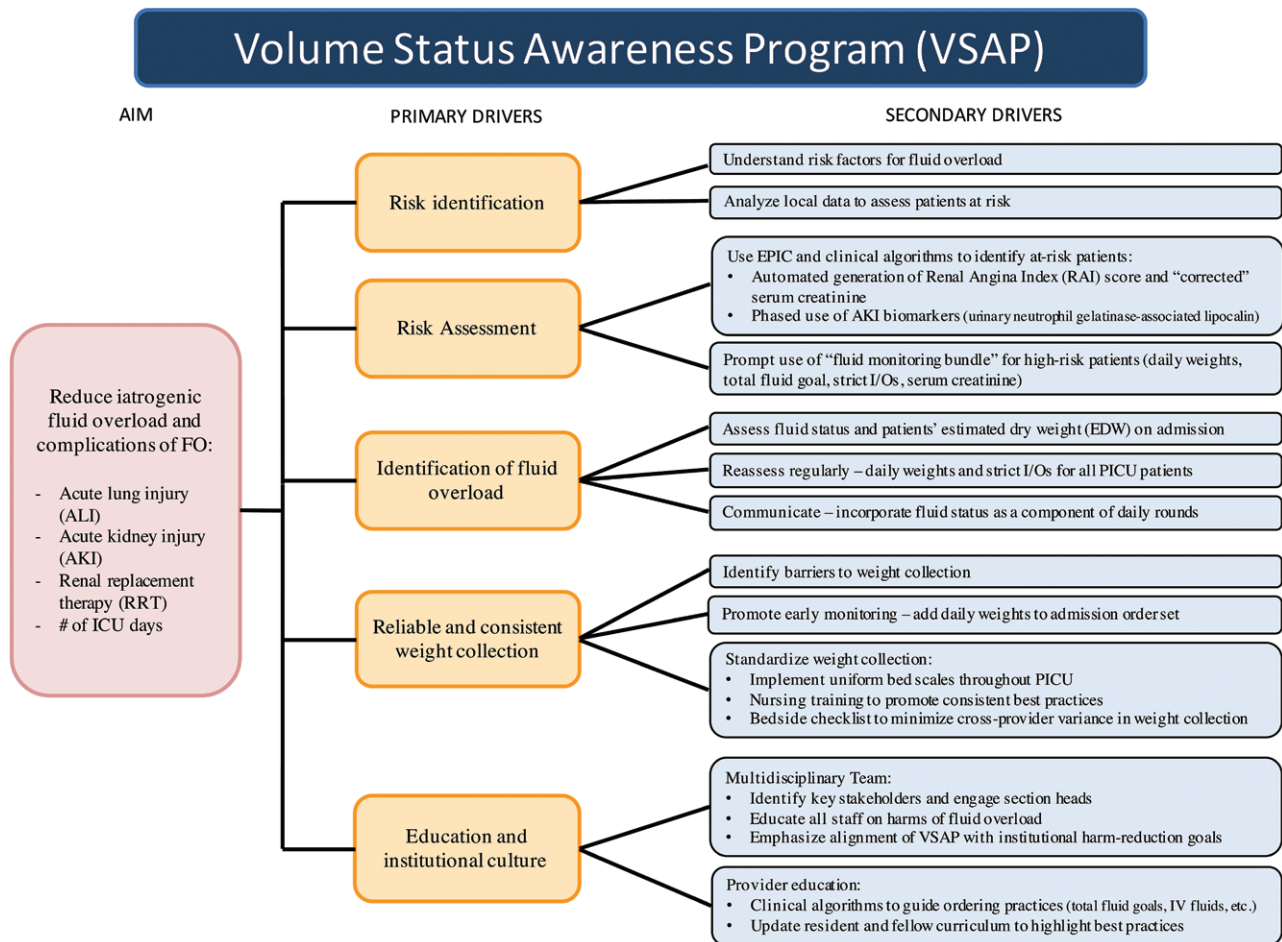 Volume Status Awareness Program (VSAP)
AIM
PRIMARY DRIVERS
SECONDARY DRIVERS
Reduce iatrogenic
fluid overload and
complications of FO:
- Acute lung injury
(ALI)
- Acute kidney injury
(AKI)
- Renal replacement
therapy (RRT)
- # of ICU days
Risk identification
Understand risk factors for fluid overload
Analyze local data to assess patients at risk
Risk Assessment
Use EPIC and clinical algorithms to identify at-risk patients:
• Automated generation of Renal Angina Index (RAI) score and “corrected”
serum creatinine
• Phased use of AKI biomarkers (urinary neutrophil gelatinase-associated lipocalin)
Prompt use of “fluid monitoring bundle” for high-risk patients (daily weights,
total fluid goal, strict I/Os, serum creatinine)
Identification of fluid
overload
Assess fluid status and patients’ estimated dry weight (EDW) on admission
Reassess regularly – daily weights and strict I/Os for all PICU patients
Communicate – incorporate fluid status as a component of daily rounds
Reliable and consistent
weight collection
Identify barriers to weight collection
Promote early monitoring – add daily weights to admission order set
Standardize weight collection:
• Implement uniform bed scales throughout PICU
• Nursing training to promote consistent best practices
• Bedside checklist to minimize cross-provider variance in weight collection
Education and
institutional culture
Multidisciplinary Team:
• Identify key stakeholders and engage section heads
• Educate all staff on harms of fluid overload
• Emphasize alignment of VSAP with institutional harm-reduction goals
Provider education:
• Clinical algorithms to guide ordering practices (total fluid goals, IV fluids, etc.)
• Update resident and fellow curriculum to highlight best practices